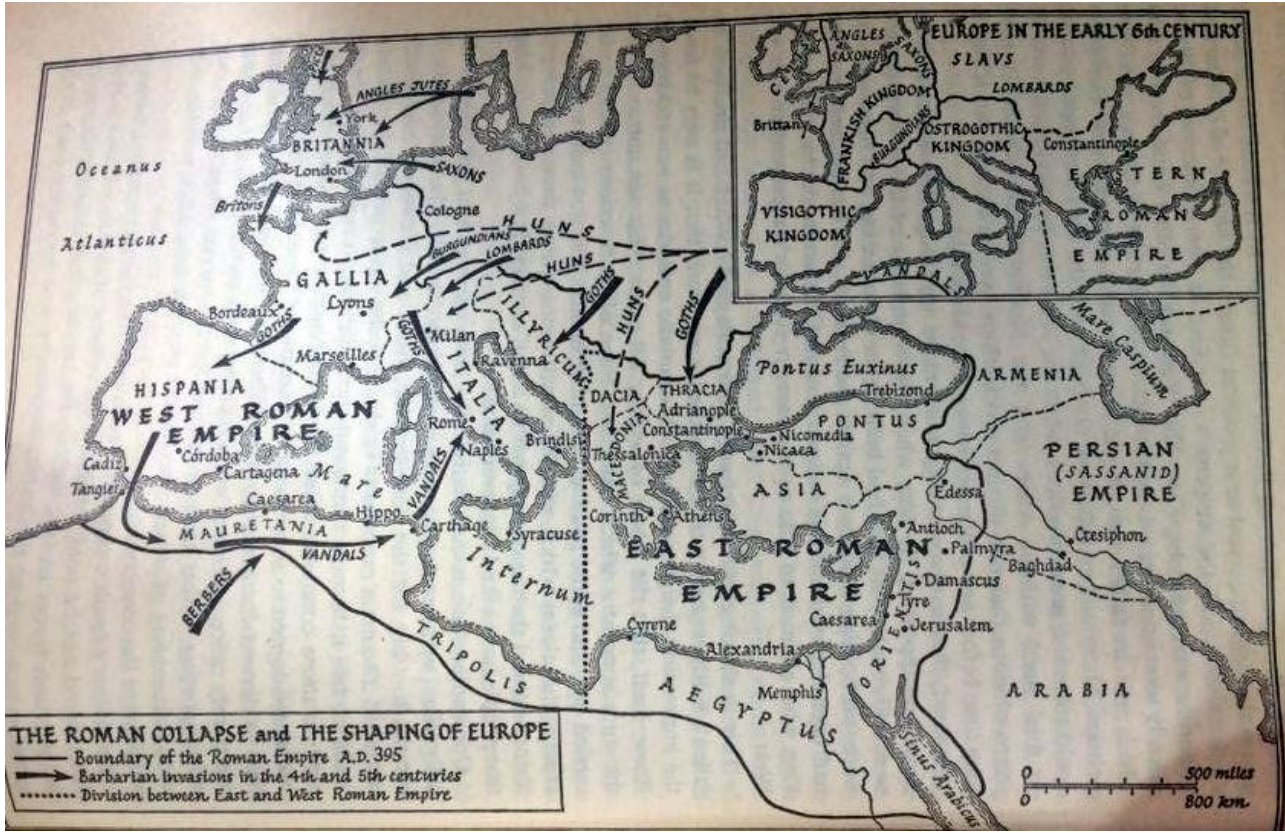 EUROPE IN THE EARLY 6th CENTURY
ANGLES
SAXONS
SAXONS
SLAVS
LOMBARDS
Brittany
FRANKISH KINGDOM
BURGUNDIANS
OSTROGOTHIC
KINGDOM
Constantinople
EASTERN
ROMAN
EMPIRE
VISIGOTHIC
KINGDOM
VANDALS
Oceanus
Atlanticus
ANGLES JUTES
York
BRITANNIA
London
SAXONS
Britons
Cologne
HUNS
BURGUNDIANS
LOMBARDS
HUNS
GALLIA
Lyons
Bordeaux
GOTHS
GOTHS
Milan
ILLYRICUM
GOTHS
HUNS
GOTHS
Marseilles
ITALIA
Ravenna
HISPANIA
WEST ROMAN
EMPIRE
Córdoba
Cartagena
Cadiz
Tangier
Mare
Internum
Rome
Naples
Brindisi
DACIA
THRACIA
Adrianople
Constantinople
MACEDONIA
Thessalonica
Pontus Euxinus
Trebizond
PONTUS
Nicomedia
Nicaea
ARMENIA
Mare Caspium
PERSIAN
(SASSANID)
EMPIRE
ASIA
Edessa
Caesarea
Hippo
VANDALS
MAURETANIA
VANDALS
Carthage
Syracuse
Corinth
Athens
EAST ROMAN
EMPIRE
Antioch
Palmyra
Ctesiphon
Baghdad
Damascus
Tyre
Caesarea
Jerusalem
ORIENTIS
BERBERS
TRIPOLIS
Cyrene
Alexandria
Memphis
AEGYPTUS
ARABIA
Sinus Arabicus
THE ROMAN COLLAPSE and THE SHAPING OF EUROPE
Boundary of the Roman Empire A.D. 395
Barbarian invasions in the 4th and 5th centuries
Division between East and West Roman Empire
0 500 miles
0 800 km.